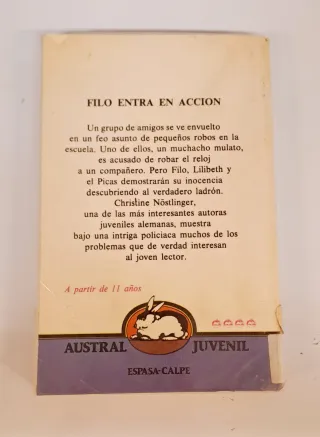 FILO ENTRA EN ACCION
Un grupo de amigos se ve envuelto
en un feo asunto de pequeños robos en la
escuela. Uno de ellos, un muchacho mulato,
es acusado de robar el reloj
a un compañero. Pero Filo, Lilibeth y
el Picas demostrarán su inocencia
descubriendo al verdadero ladrón.
Christine Nöstlinger,
una de las más interesantes autoras
juveniles alemanas, muestra
bajo una intriga policiaca muchos de los
problemas que de verdad interesan
al joven lector.
A partir de 11 años
AUSTRAL JUVENIL
ESPASA-CALPE